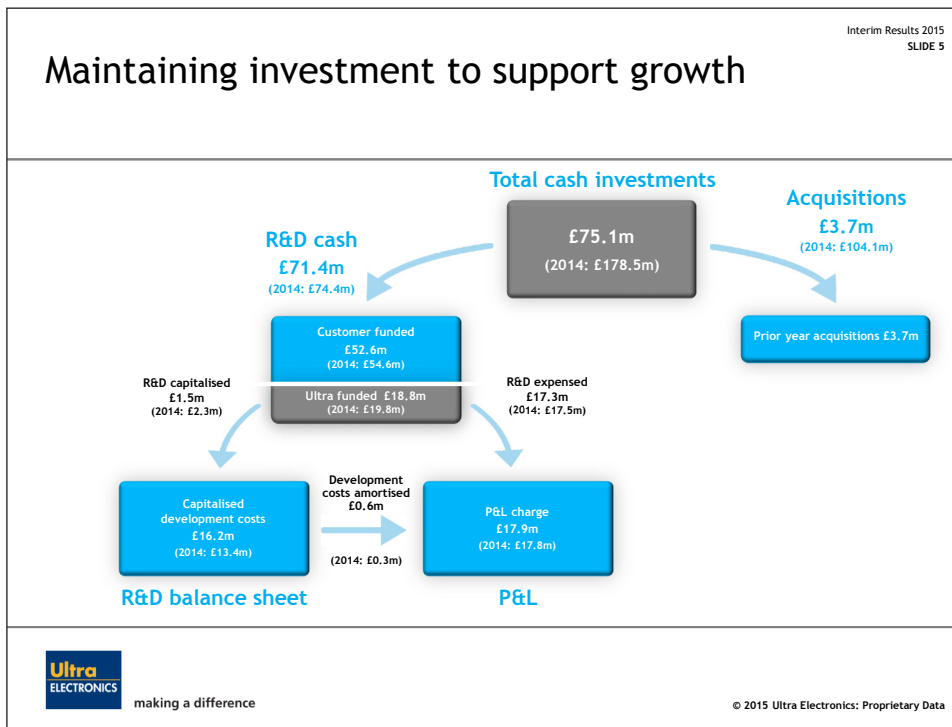 Interim Results 2015
SLIDE 5
Maintaining investment to support growth
Total cash investments
£75.1m
(2014: £178.5m)
Acquisitions
£3.7m
(2014: £104.1m)
R&D cash
£71.4m
(2014: £74.4m)
Customer funded
£52.6m
(2014: £54.6m)
Prior year acquisitions £3.7m
R&D capitalised
£1.5m
(2014: £2.3m)
Ultra funded £18.8m
(2014: £19.8m)
R&D expensed
£17.3m
(2014: £17.5m)
Capitalised
development costs
£16.2m
(2014: £13.4m)
Development
costs amortised
£0.6m
(2014: £0.3m)
P&L charge
£17.9m
(2014: £17.8m)
R&D balance sheet
P&L
Ultra
ELECTRONICS
making a difference
© 2015 Ultra Electronics: Proprietary Data